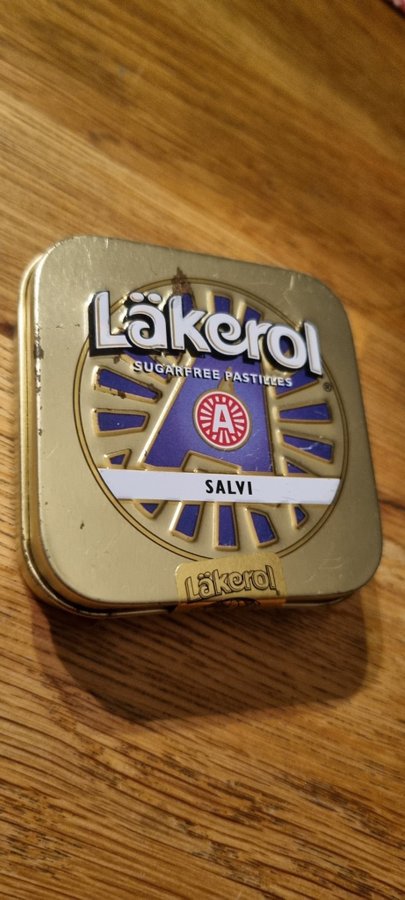 Läkerol
SUGARFREE PASTILLES
®
A
SALVI
Läkerol